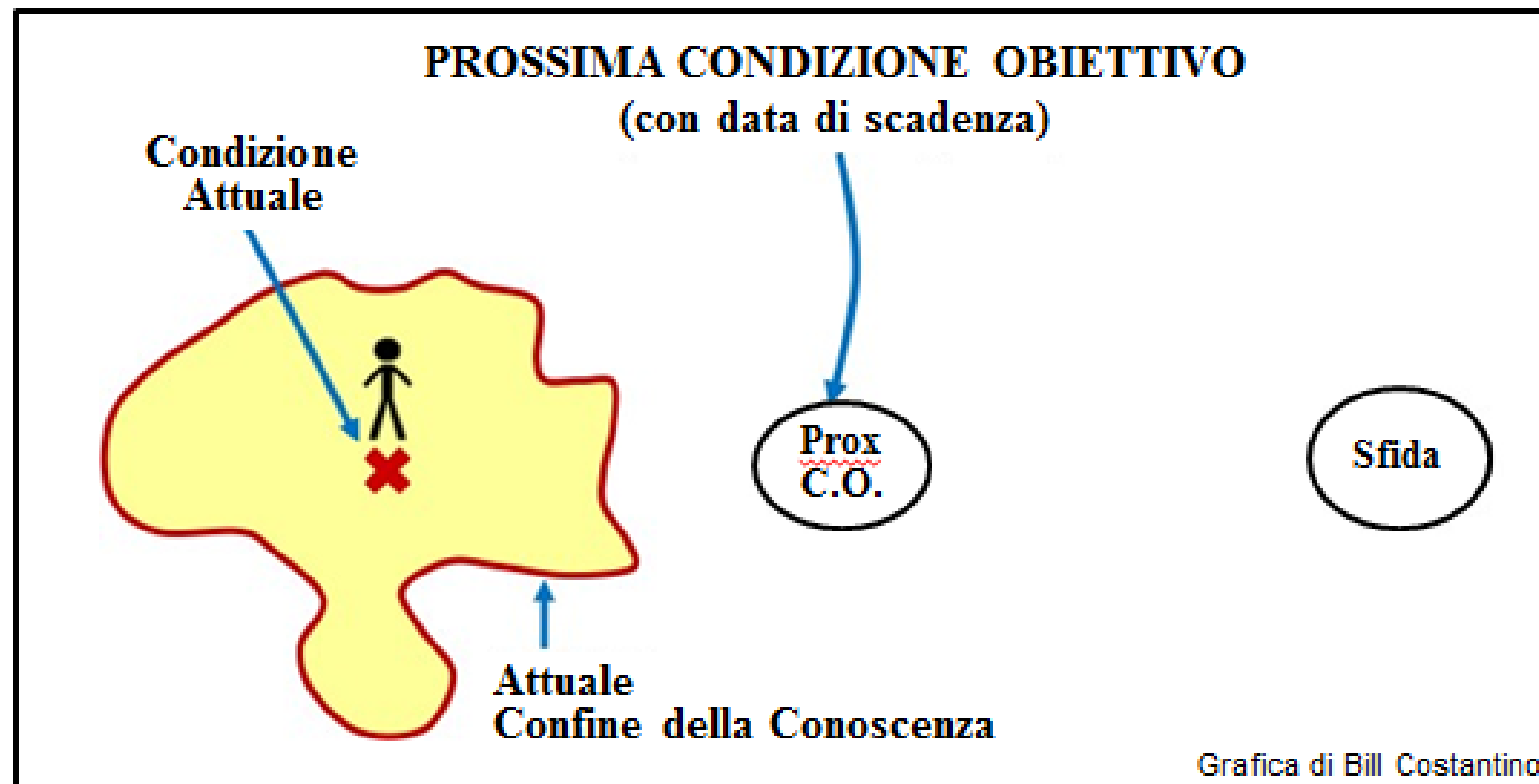 PROSSIMA CONDIZIONE OBIETTIVO
(con data di scadenza)
Condizione
Attuale
Prox
C.O.
Sfida
Attuale
Confine della Conoscenza
Grafica di Bill Costantino